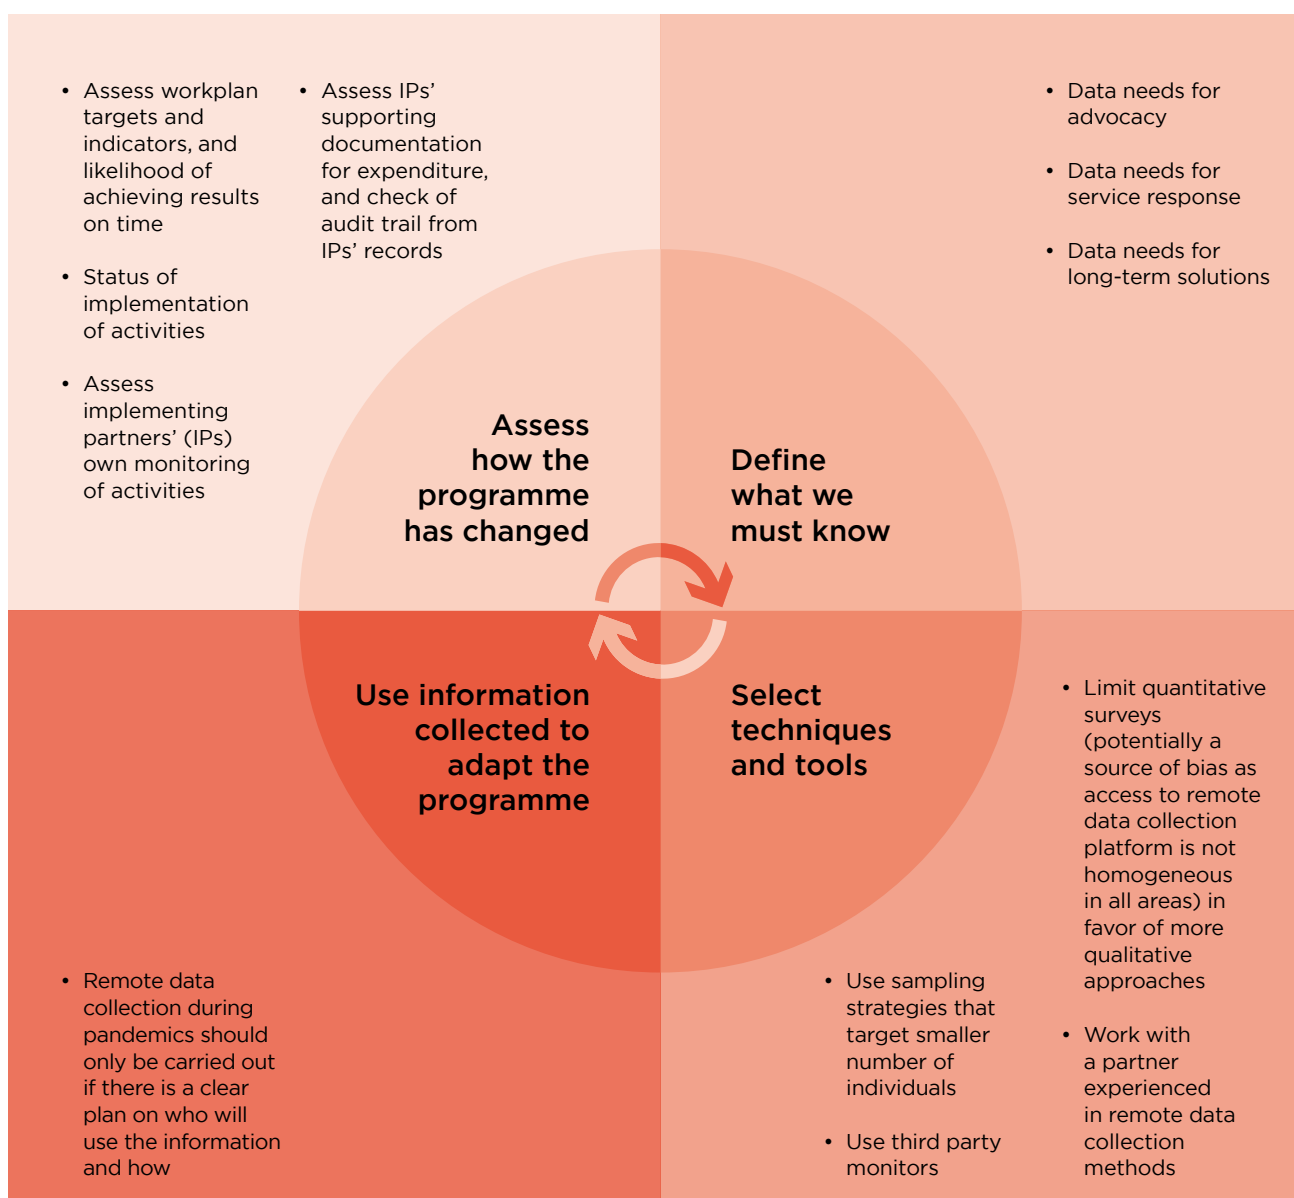 • Assess workplan
targets and
indicators, and
likelihood of
achieving results
on time
• Status of
implementation
of activities
• Assess
implementing
partners’ (IPs)
own monitoring
of activities
• Assess IPs’
supporting
documentation
for expenditure,
and check of
audit trail from
IPs’ records
Assess
how the
programme
has changed
• Data needs for
advocacy
• Data needs for
service response
• Data needs for
long-term solutions
Define
what we
must know
Use information
collected to
adapt the
programme
• Remote data
collection during
pandemics should
only be carried out
if there is a clear
plan on who will
use the information
and how
Select
techniques
and tools
• Use sampling
strategies that
target smaller
number of
individuals
• Use third party
monitors
• Limit quantitative
surveys
(potentially a
source of bias as
access to remote
data collection
platform is not
homogeneous
in all areas) in
favor of more
qualitative
approaches
• Work with
a partner
experienced
in remote data
collection
methods